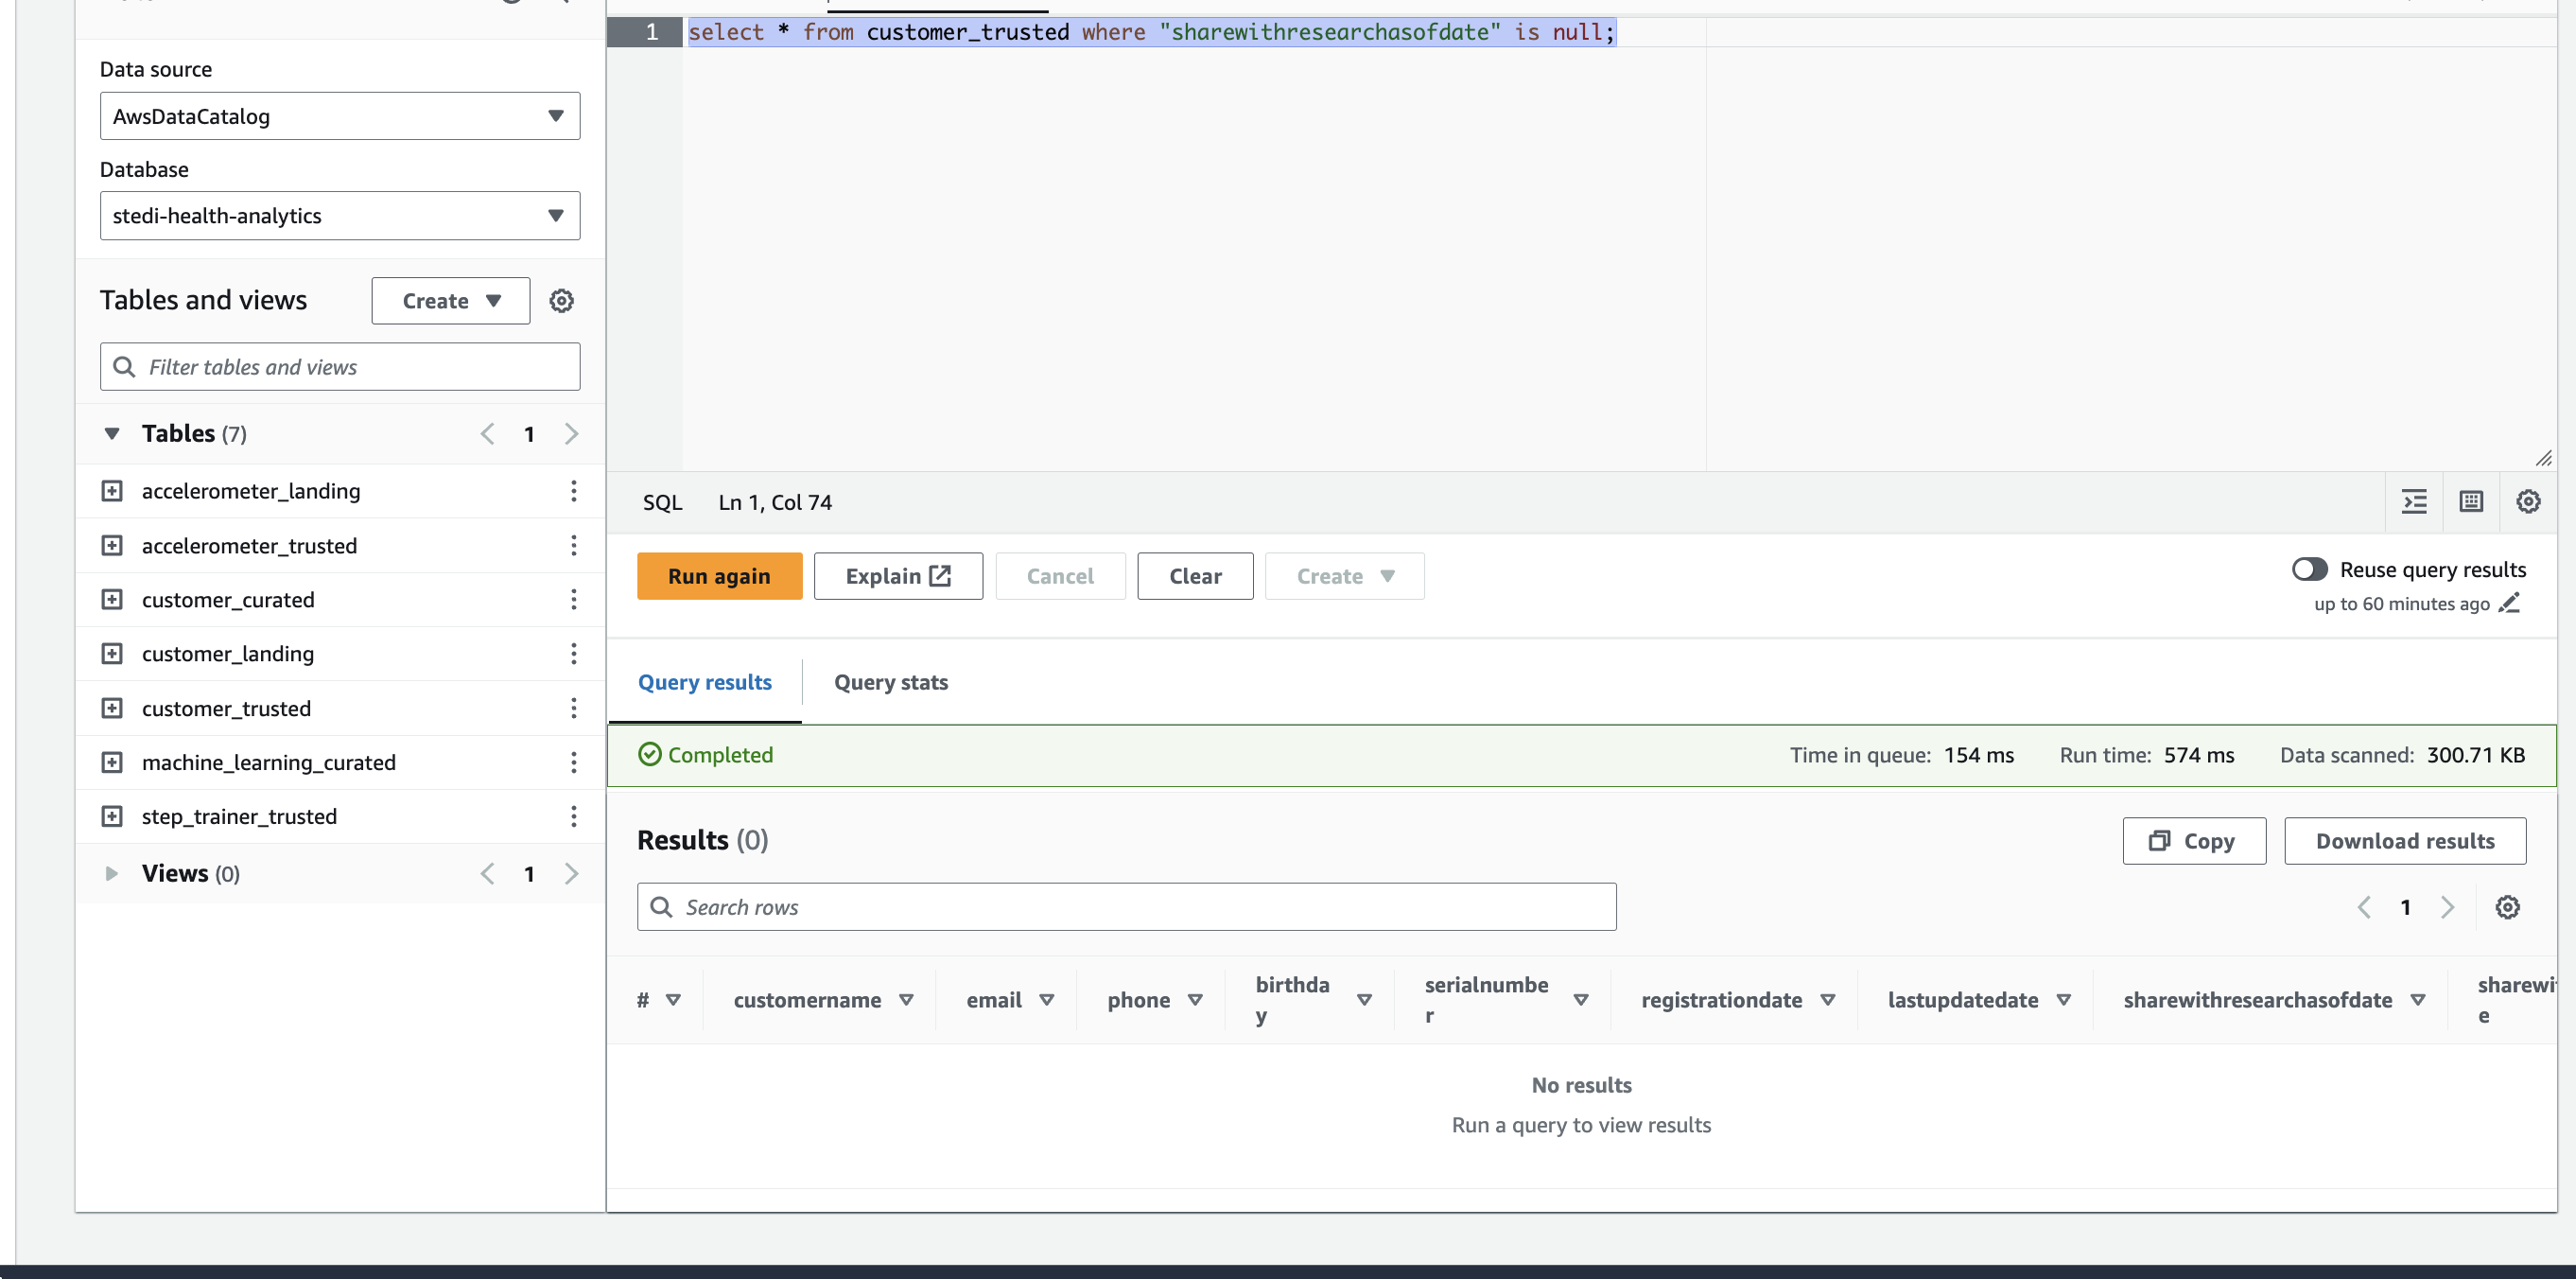 1 select * from customer_trusted where "sharewithresearchasofdate" is null;
Data source
AwsDataCatalog
Database
stedi-health-analytics
Tables and views
Create
Filter tables and views
Tables (7)
1
accelerometer_landing
accelerometer_trusted
customer_curated
customer_landing
customer_trusted
machine_learning_curated
step_trainer_trusted
Views (0)
1
SQL Ln 1, Col 74
Run again Explain Cancel Clear Create
Reuse query results
up to 60 minutes ago
Query results Query stats
Completed Time in queue: 154 ms Run time: 574 ms Data scanned: 300.71 KB
Results (0)
Copy Download results
Search rows
1
# customername email phone birthda
y serialnumbe
r registrationdate lastupdatedate sharewithresearchasofdate sharewi
e
No results
Run a query to view results